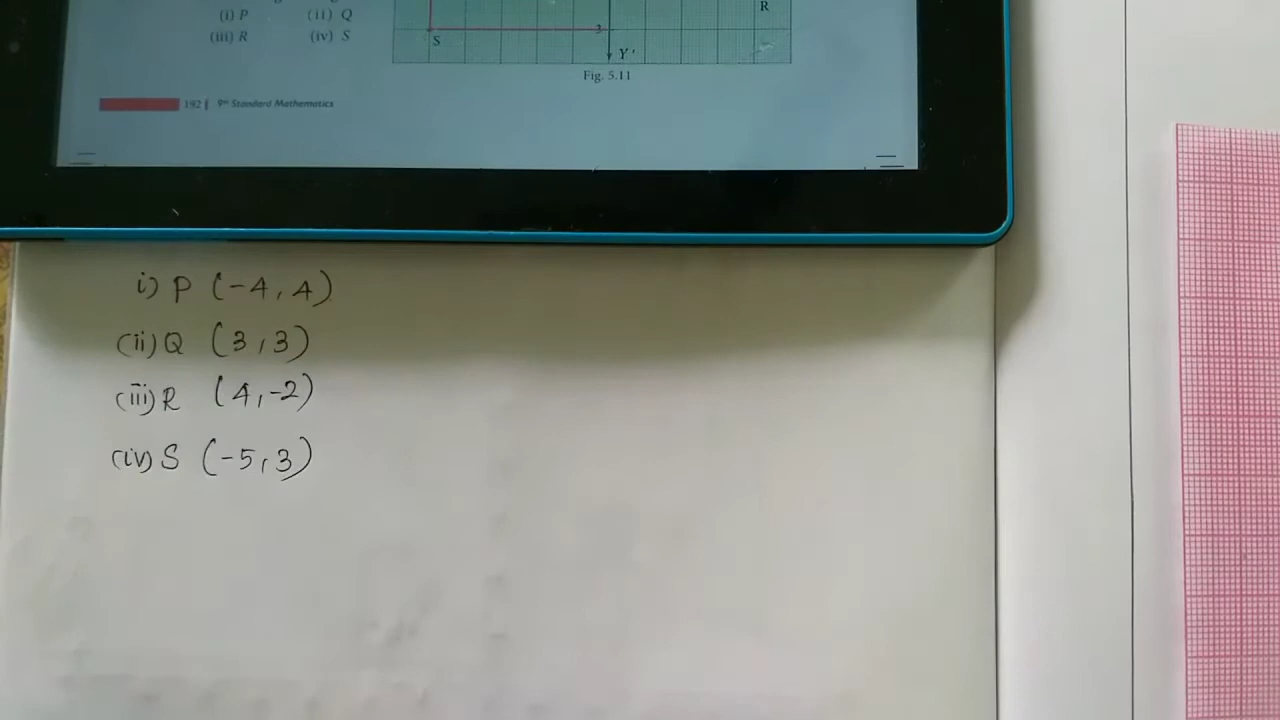 (i) P (ii) Q
(iii) R (iv) S
R
S
Y'
Fig. 5.11
192 | 9th Standard Mathematics
i) P (-4, 4)
(ii) Q (3, 3)
(iii) R (4, -2)
(iv) S (-5, 3)